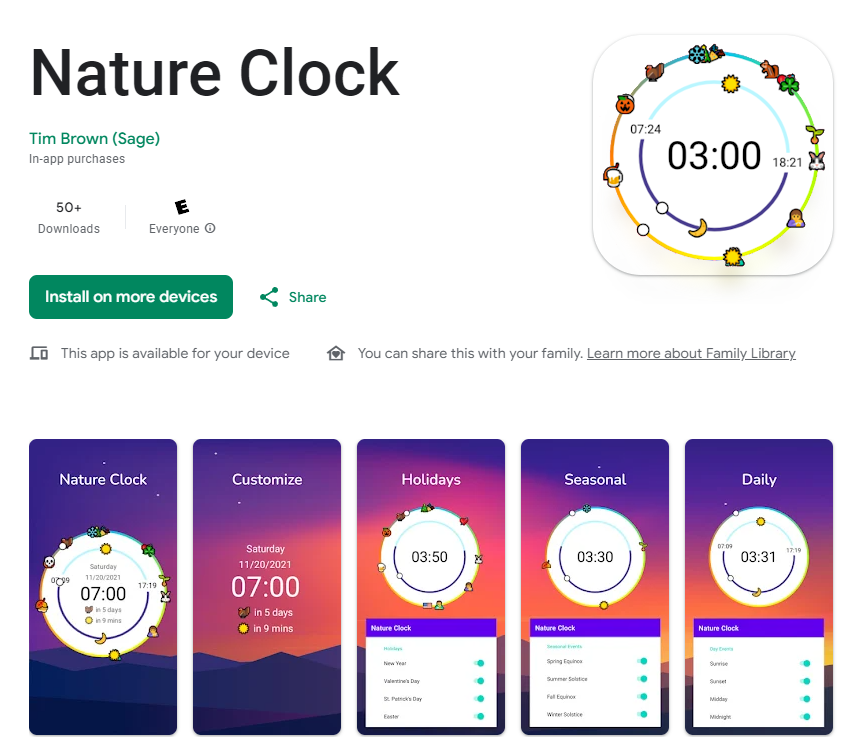 Nature Clock
Tim Brown (Sage)
In-app purchases
50+
Downloads
E
Everyone
Install on more devices
Share
This app is available for your device
You can share this with your family. Learn more about Family Library
07:24
03:00
18:21
Nature Clock
Saturday
11/20/2021
07:09
07:00
17:19
in 5 days
in 9 mins
Customize
Saturday
11/20/2021
07:00
in 5 days
in 9 mins
Holidays
03:50
Nature Clock
Holidays
New Year
Valentine's Day
St. Patrick's Day
Easter
Seasonal
03:30
Nature Clock
Seasonal Events
Spring Equinox
Summer Solstice
Fall Equinox
Winter Solstice
Daily
07:09
03:31
17:19
Nature Clock
Day Events
Sunrise
Sunset
Midday
Midnight